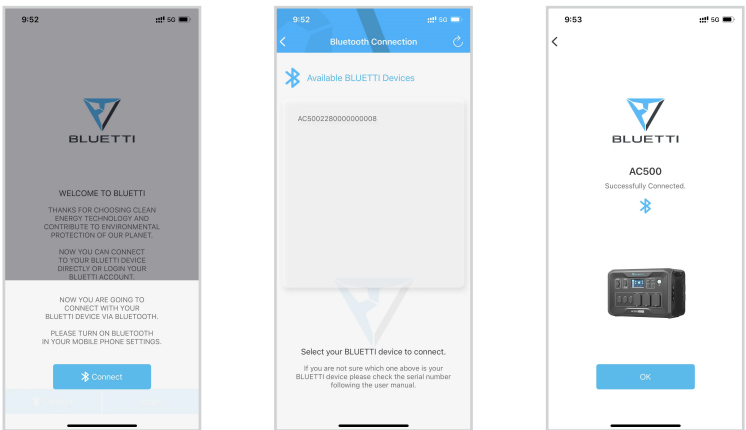 9:52
5G
BLUETTI
WELCOME TO BLUETTI
THANKS FOR CHOOSING CLEAN
ENERGY TECHNOLOGY AND
CONTRIBUTE TO ENVIRONMENTAL
PROTECTION OF OUR PLANET.
NOW YOU CAN CONNECT
TO YOUR BLUETTI DEVICE
DIRECTLY OR LOGIN YOUR
BLUETTI ACCOUNT.
NOW YOU ARE GOING TO
CONNECT WITH YOUR
BLUETTI DEVICE VIA BLUETOOTH.
PLEASE TURN ON BLUETOOTH
IN YOUR MOBILE PHONE SETTINGS.
Connect
9:52
5G
Bluetooth Connection
Available BLUETTI Devices
AC5002280000000008
Select your BLUETTI device to connect.
If you are not sure which one above is your
BLUETTI device please check the serial number
following the user manual.
9:53
5G
BLUETTI
AC500
Successfully Connected.
OK